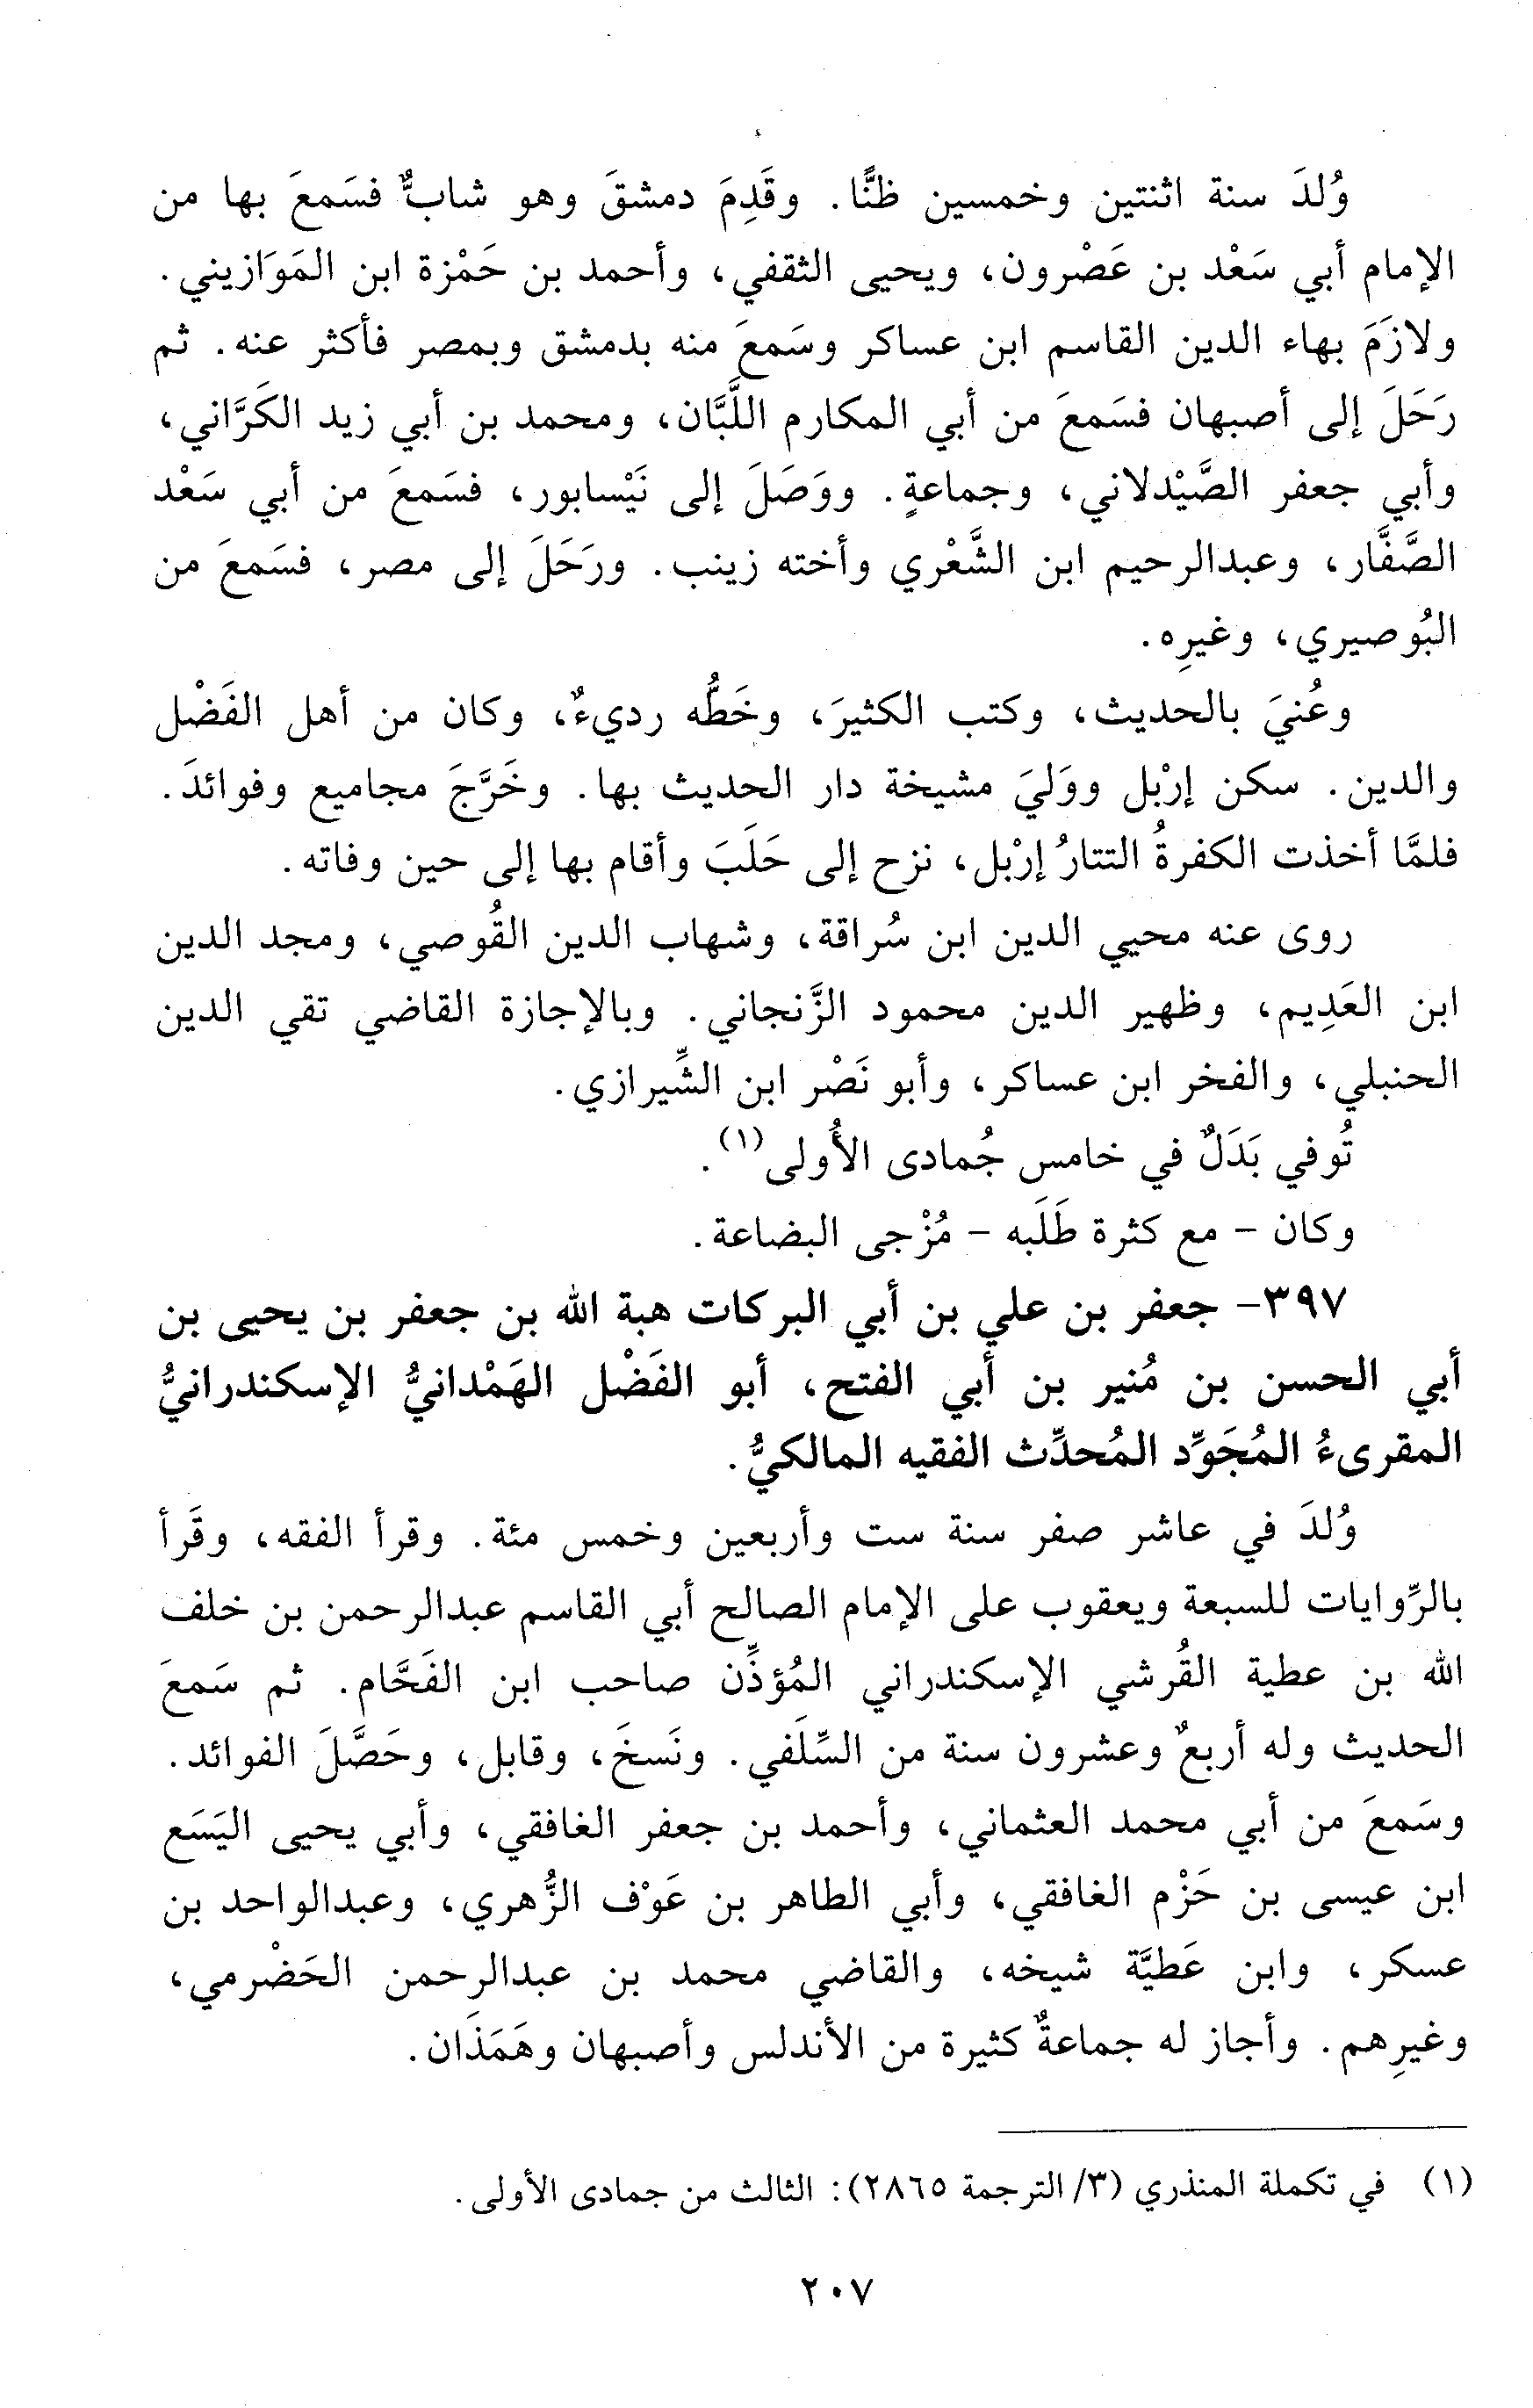 وُلدَ سنة اثنتين وخمسين ظنًّا. وقَدِمَ دمشقَ وهو شابٌّ فسَمعَ بها من
الإمام أبي سَعْد بن عَصْرون، ويحيى الثقفي، وأحمد بن حَمْزة ابن المَوَازيني.
ولازَمَ بهاء الدين القاسم ابن عساكر وسَمعَ منه بدمشق وبمصر فأكثر عنه. ثم
رَحَلَ إلى أصبهان فسَمعَ من أبي المكارم اللَّبَّان، ومحمد بن أبي زيد الكَرَّاني،
وأبي جعفر الصَّيْدلاني، وجماعةٍ. ووَصَلَ إلى نَيْسابور، فسَمعَ من أبي سَعْد
الصَّفَّار، وعبدالرحيم ابن الشَّعْري وأخته زينب. ورَحَلَ إلى مصر، فسَمعَ من
البُوصيري، وغيرِه.
وعُنيَ بالحديث، وكتب الكثيرَ، وخَطُّه رديءٌ، وكان من أهل الفَضْل
والدين. سكن إرْبل ووَليَ مشيخة دار الحديث بها. وخَرَّجَ مجاميع وفوائدَ.
فلمَّا أخذت الكفرةُ التتارُ إرْبل، نزح إلى حَلَبَ وأقام بها إلى حين وفاته.
روى عنه محيي الدين ابن سُراقة، وشهاب الدين القُوصي، ومجد الدين
ابن العَدِيم، وظهير الدين محمود الزَّنجاني. وبالإجازة القاضي تقي الدين
الحنبلي، والفخر ابن عساكر، وأبو نَصْر ابن الشِّيرازي.
تُوفي بَدَلٌ في خامس جُمادى الأُولى(١).
وكان - مع كثرة طَلَبه - مُزْجى البضاعة.
٣٩٧- جعفر بن علي بن أبي البركات هبة الله بن جعفر بن يحيى بن
أبي الحسن بن مُنير بن أبي الفتح، أبو الفَضْل الهَمْدانيُّ الإسكندرانيُّ
المقرىءُ المُجَوِّد المُحدِّث الفقيه المالكيُّ.
وُلدَ في عاشر صفر سنة ست وأربعين وخمس مئة. وقرأ الفقه، وقَرأ
بالرِّوايات للسبعة ويعقوب على الإمام الصالح أبي القاسم عبدالرحمن بن خلف
الله بن عطية القُرشي الإسكندراني المُؤذِّن صاحب ابن الفَحَّام. ثم سَمعَ
الحديث وله أربعٌ وعشرون سنة من السِّلَفي. ونَسخَ، وقابل، وحَصَّلَ الفوائد.
وسَمعَ من أبي محمد العثماني، وأحمد بن جعفر الغافقي، وأبي يحيى اليَسَع
ابن عيسى بن حَزْم الغافقي، وأبي الطاهر بن عَوْف الزُّهري، وعبدالواحد بن
عسكر، وابن عَطيَّة شيخه، والقاضي محمد بن عبدالرحمن الحَضْرمي،
وغيرِهم. وأجاز له جماعةٌ كثيرة من الأندلس وأصبهان وهَمَذَان.
(١) في تكملة المنذري (٣/ الترجمة ٢٨٦٥): الثالث من جمادى الأولى.
٢٠٧